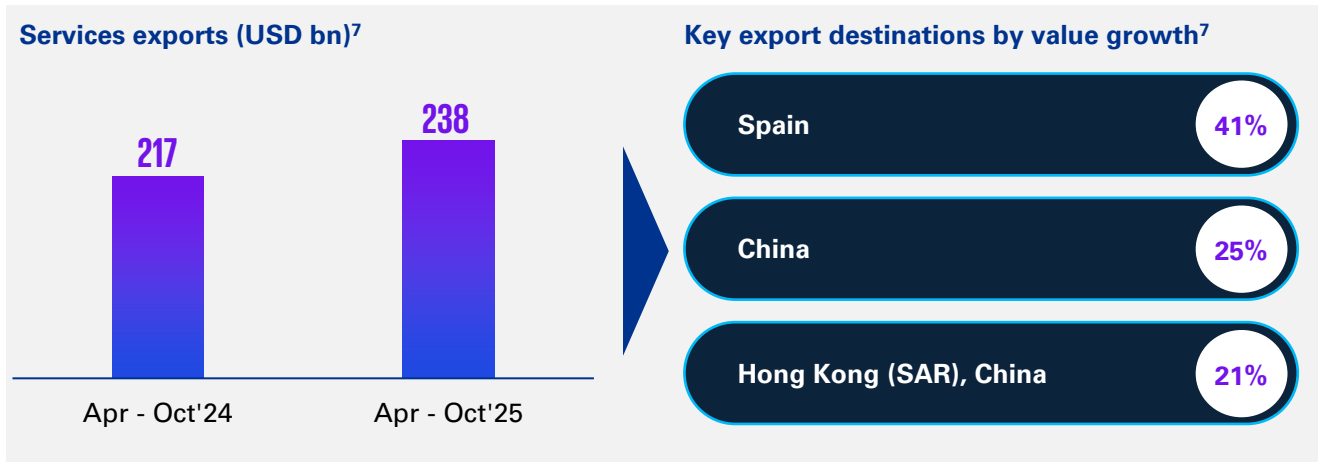 Services exports (USD bn)7
217
238
Apr - Oct'24
Apr - Oct'25
Key export destinations by value growth7
Spain
41%
China
25%
Hong Kong (SAR), China
21%